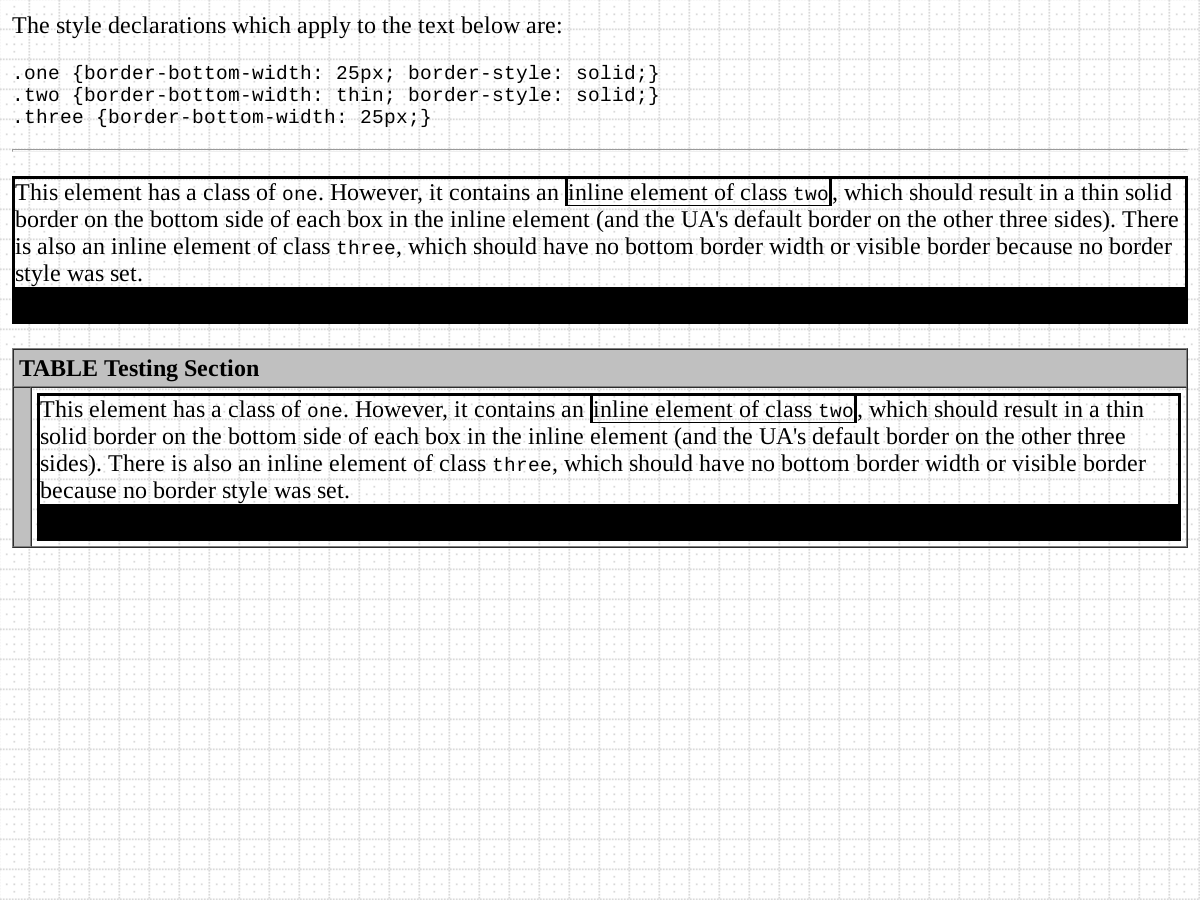 The style declarations which apply to the text below are:
.one {border-bottom-width: 25px; border-style: solid;}
.two {border-bottom-width: thin; border-style: solid;}
.three {border-bottom-width: 25px;}
This element has a class of one. However, it contains an inline element of class two, which should result in a thin solid
border on the bottom side of each box in the inline element (and the UA's default border on the other three sides). There
is also an inline element of class three, which should have no bottom border width or visible border because no border
style was set.
TABLE Testing Section
This element has a class of one. However, it contains an inline element of class two, which should result in a thin
solid border on the bottom side of each box in the inline element (and the UA's default border on the other three
sides). There is also an inline element of class three, which should have no bottom border width or visible border
because no border style was set.